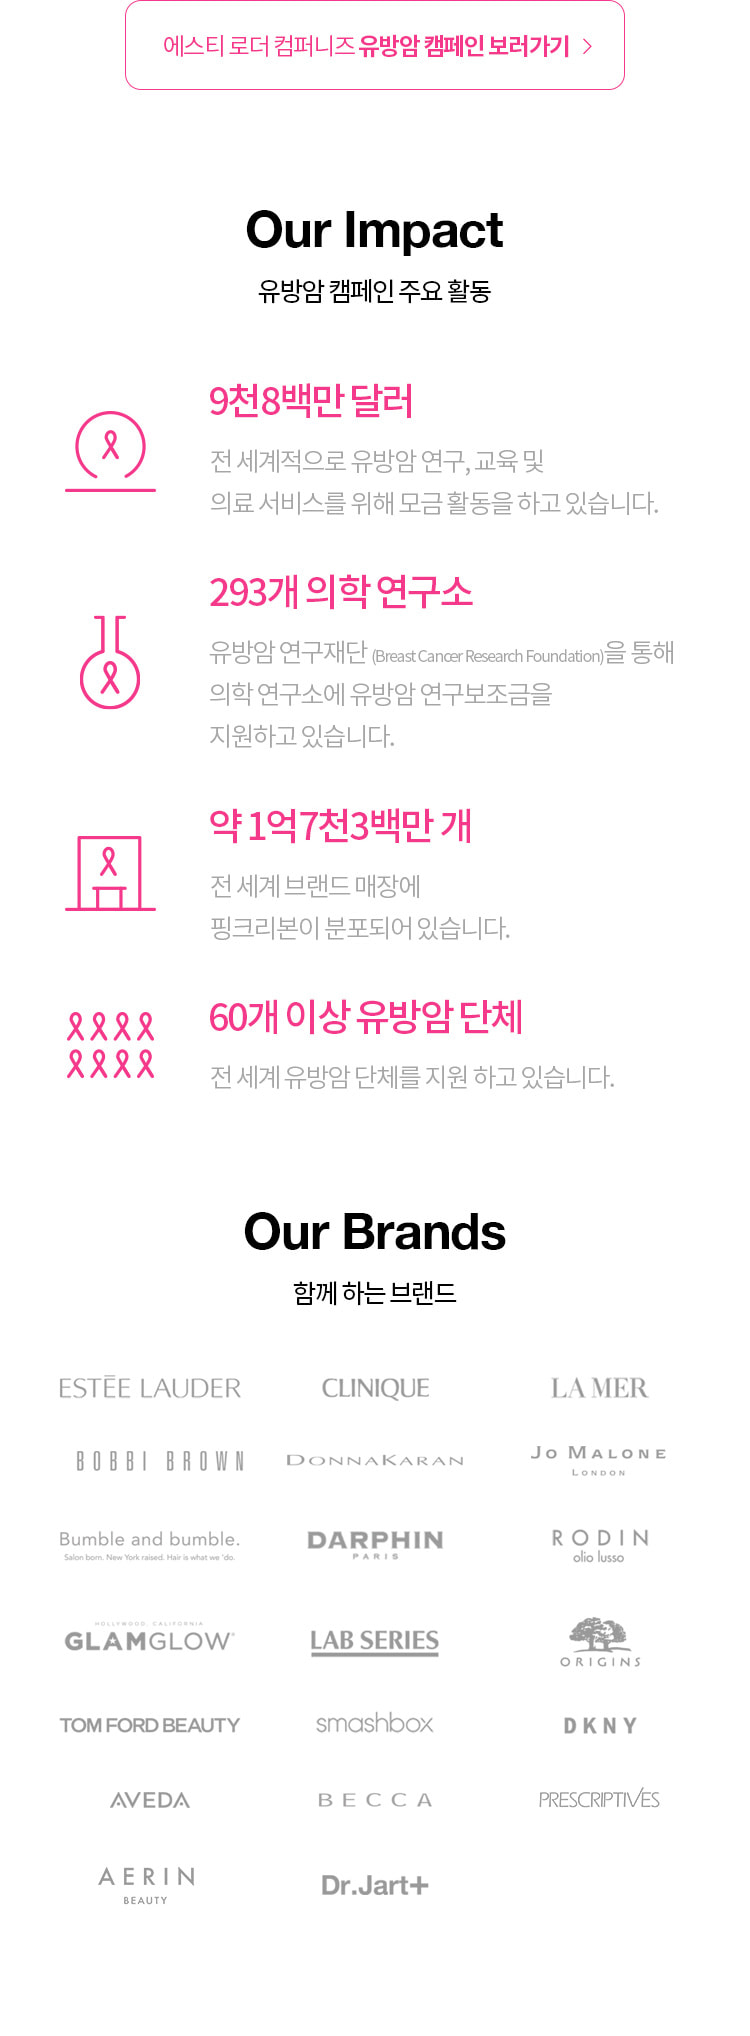 에스티 로더 컴퍼니즈 유방암 캠페인 보러가기 >
Our Impact
유방암 캠페인 주요 활동
9천8백만 달러
전 세계적으로 유방암 연구, 교육 및
의료 서비스를 위해 모금 활동을 하고 있습니다.
293개 의학 연구소
유방암 연구재단 (Breast Cancer Research Foundation)을 통해
의학 연구소에 유방암 연구보조금을
지원하고 있습니다.
약 1억7천3백만 개
전 세계 브랜드 매장에
핑크리본이 분포되어 있습니다.
60개 이상 유방암 단체
전 세계 유방암 단체를 지원 하고 있습니다.
Our Brands
함께 하는 브랜드
ESTĒE LAUDER
CLINIQUE
LA MER
BOBBI BROWN
DONNAKARAN
JO MALONE
LONDON
Bumble and bumble.
Salon born. New York raised. Hair is what we 'do.
DARPHIN
PARIS
RODIN
olio lusso
HOLLYWOOD, CALIFORNIA
GLAMGLOW®
LAB SERIES
ORIGINS
TOM FORD BEAUTY
smashbox
DKNY
AVEDA
BECCA
PRESCRIPTIVES
AERIN
BEAUTY
Dr.Jart+